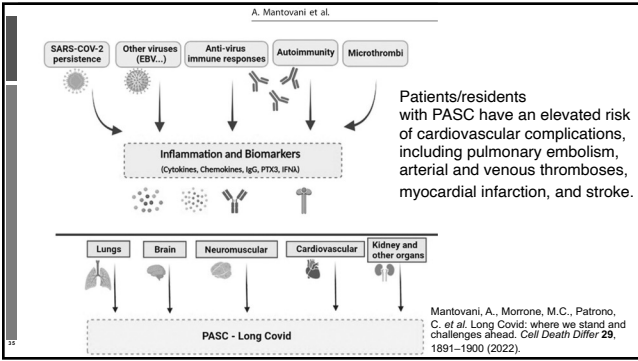 A. Mantovani et al.
SARS-COV-2
persistence
Other viruses
(EBV...)
Anti-virus
immune responses
Autoimmunity
Microthrombi
Inflammation and Biomarkers
(Cytokines, Chemokines, IgG, PTX3, IFNλ)
Lungs
Brain
Neuromuscular
Cardiovascular
Kidney and
other organs
PASC - Long Covid
Patients/residents
with PASC have an elevated risk
of cardiovascular complications,
including pulmonary embolism,
arterial and venous thromboses,
myocardial infarction, and stroke.
Mantovani, A., Morrone, M.C., Patrono,
C. et al. Long Covid: where we stand and
challenges ahead. Cell Death Differ 29,
1891–1900 (2022).
35